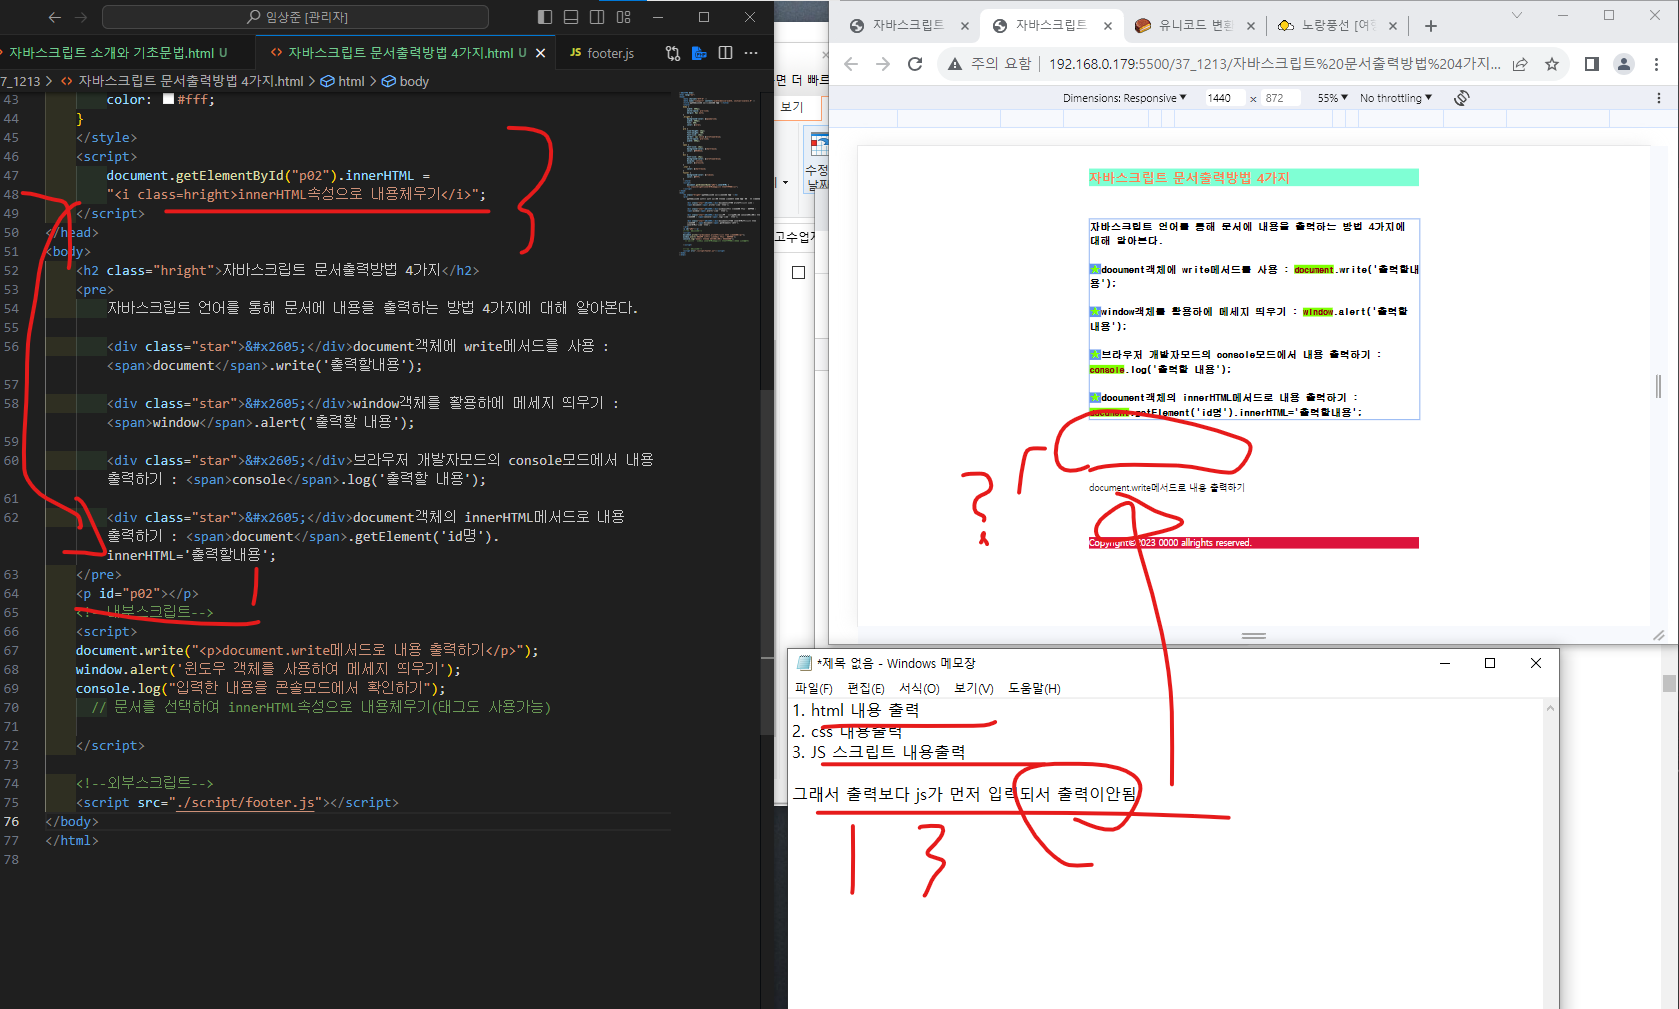 임상준 [관리자]
자바스크립트 소개와 기초문법.html U
자바스크립트 문서출력방법 4가지.html U
JS footer.js
7_1213 > 자바스크립트 문서출력방법 4가지.html > html > body
43 color: #fff;
44 }
45 </style>
46 <script>
47 document.getElementById("p02").innerHTML =
48 "<i class=hright>innerHTML속성으로 내용채우기</i>";
49 </script>
50 </head>
51 <body>
52 <h2 class="hright">자바스크립트 문서출력방법 4가지</h2>
53 <pre>
54 자바스크립트 언어를 통해 문서에 내용을 출력하는 방법 4가지에 대해 알아본다.
55
56 <div class="star">&#x2605;</div>document객체에 write메서드를 사용 :
<span>document</span>.write('출력할내용');
57
58 <div class="star">&#x2605;</div>window객체를 활용하에 메세지 띄우기 :
<span>window</span>.alert('출력할 내용');
59
60 <div class="star">&#x2605;</div>브라우저 개발자모드의 console모드에서 내용
출력하기 : <span>console</span>.log('출력할 내용');
61
62 <div class="star">&#x2605;</div>document객체의 innerHTML메서드로 내용
출력하기 : <span>document</span>.getElement('id명').
innerHTML='출력할내용';
63 </pre>
64 <p id="p02"></p>
65 <!--내부스크립트-->
66 <script>
67 document.write("<p>document.write메서드로 내용 출력하기</p>");
68 window.alert('윈도우 객체를 사용하여 메세지 띄우기');
69 console.log("입력한 내용을 콘솔모드에서 확인하기");
70 // 문서를 선택하여 innerHTML속성으로 내용채우기(태그도 사용가능)
71
72 </script>
73
74 <!--외부스크립트-->
75 <script src="./script/footer.js"></script>
76 </body>
77 </html>
78
면 더 빠르
보기
수정
날짜
고수업자
자바스크립트
자바스크립트
유니코드 변환
노랑풍선 [여행
주의 요함 | 192.168.0.179:5500/37_1213/자바스크립트%20문서출력방법%204가지...
Dimensions: Responsive 1440 × 872 55% No throttling
자바스크립트 문서출력방법 4가지
자바스크립트 언어를 통해 문서에 내용을 출력하는 방법 4가지에
대해 알아본다.
★document객체에 write메서드를 사용 : document.write('출력할내
용');
★window객체를 활용하에 메세지 띄우기 : window.alert('출력할
내용');
★브라우저 개발자모드의 console모드에서 내용 출력하기 :
console.log('출력할 내용');
★document객체의 innerHTML메서드로 내용 출력하기 :
document.getElement('id명').innerHTML='출력할내용';
?
document.write메서드로 내용 출력하기
Copyright© 2023 0000 allrights reserved.
*제목 없음 - Windows 메모장
파일(F) 편집(E) 서식(O) 보기(V) 도움말(H)
1. html 내용 출력
2. css 내용출력
3. JS 스크립트 내용출력
그래서 출력보다 js가 먼저 입력되서 출력이안됨
1 3